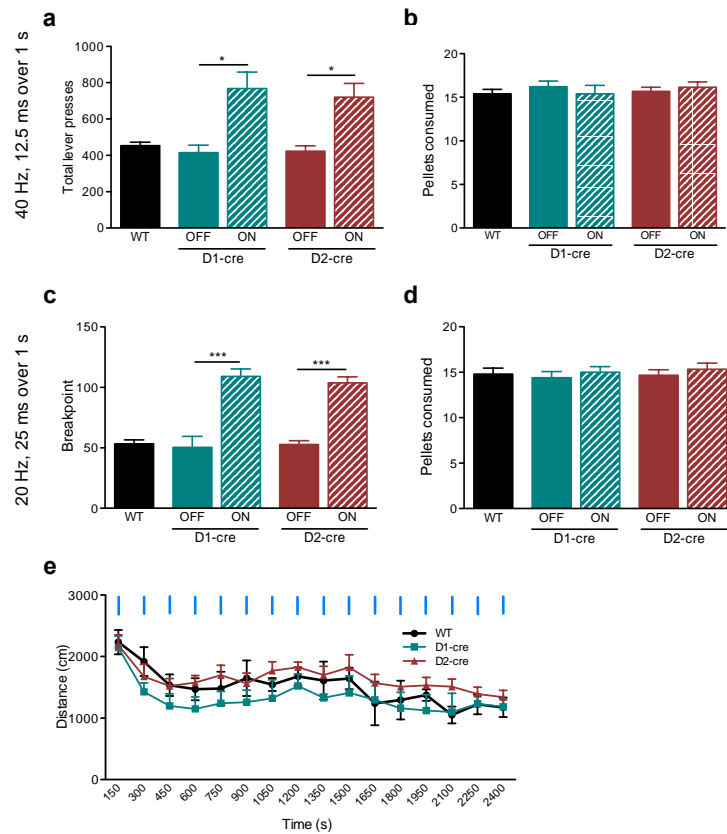 40 Hz, 12.5 ms over 1 s
a
Total lever presses
1000
800
600
400
200
0
*
*
WT
OFF
ON
OFF
ON
D1-cre
D2-cre
b
Pellets consumed
20
15
10
5
0
WT
OFF
ON
OFF
ON
D1-cre
D2-cre
20 Hz, 25 ms over 1 s
c
Breakpoint
150
100
50
0
***
***
WT
OFF
ON
OFF
ON
D1-cre
D2-cre
d
Pellets consumed
20
15
10
5
0
WT
OFF
ON
OFF
ON
D1-cre
D2-cre
e
Distance (cm)
3000
2000
1000
0
WT
D1-cre
D2-cre
150
300
450
600
750
900
1050
1200
1350
1500
1650
1800
1950
2100
2250
2400
Time (s)